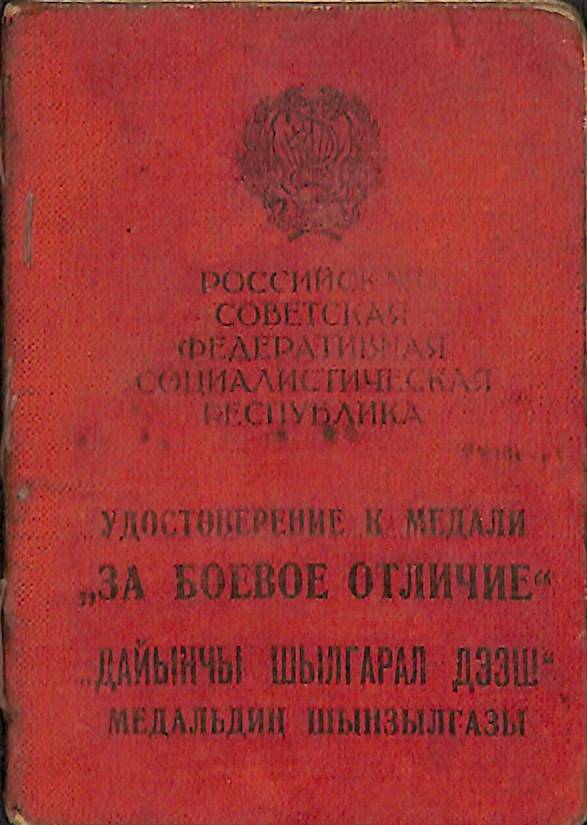 РОССИЙСКАЯ
СОВЕТСКАЯ
ФЕДЕРАТИВНАЯ
СОЦИАЛИСТИЧЕСКАЯ
РЕСПУБЛИКА
УДОСТОВЕРЕНИЕ К МЕДАЛИ
„ЗА БОЕВОЕ ОТЛИЧИЕ“
„ДАЙЫНЧЫ ШЫЛГАРАЛ ДЭЭШ“
МЕДАЛЬДИҢ ШЫНЗЫЛГАЗЫ